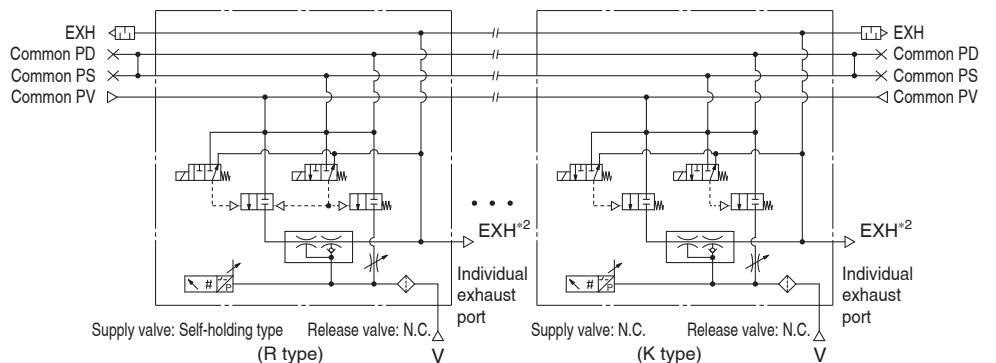 EXH
Common PD
Common PS
Common PV
EXH
Common PD
Common PS
Common PV
# P
EXH*2
Individual
exhaust
port
# P
EXH*2
Individual
exhaust
port
Supply valve: Self-holding type Release valve: N.C. V
(R type)
Supply valve: N.C. Release valve: N.C. V
(K type)